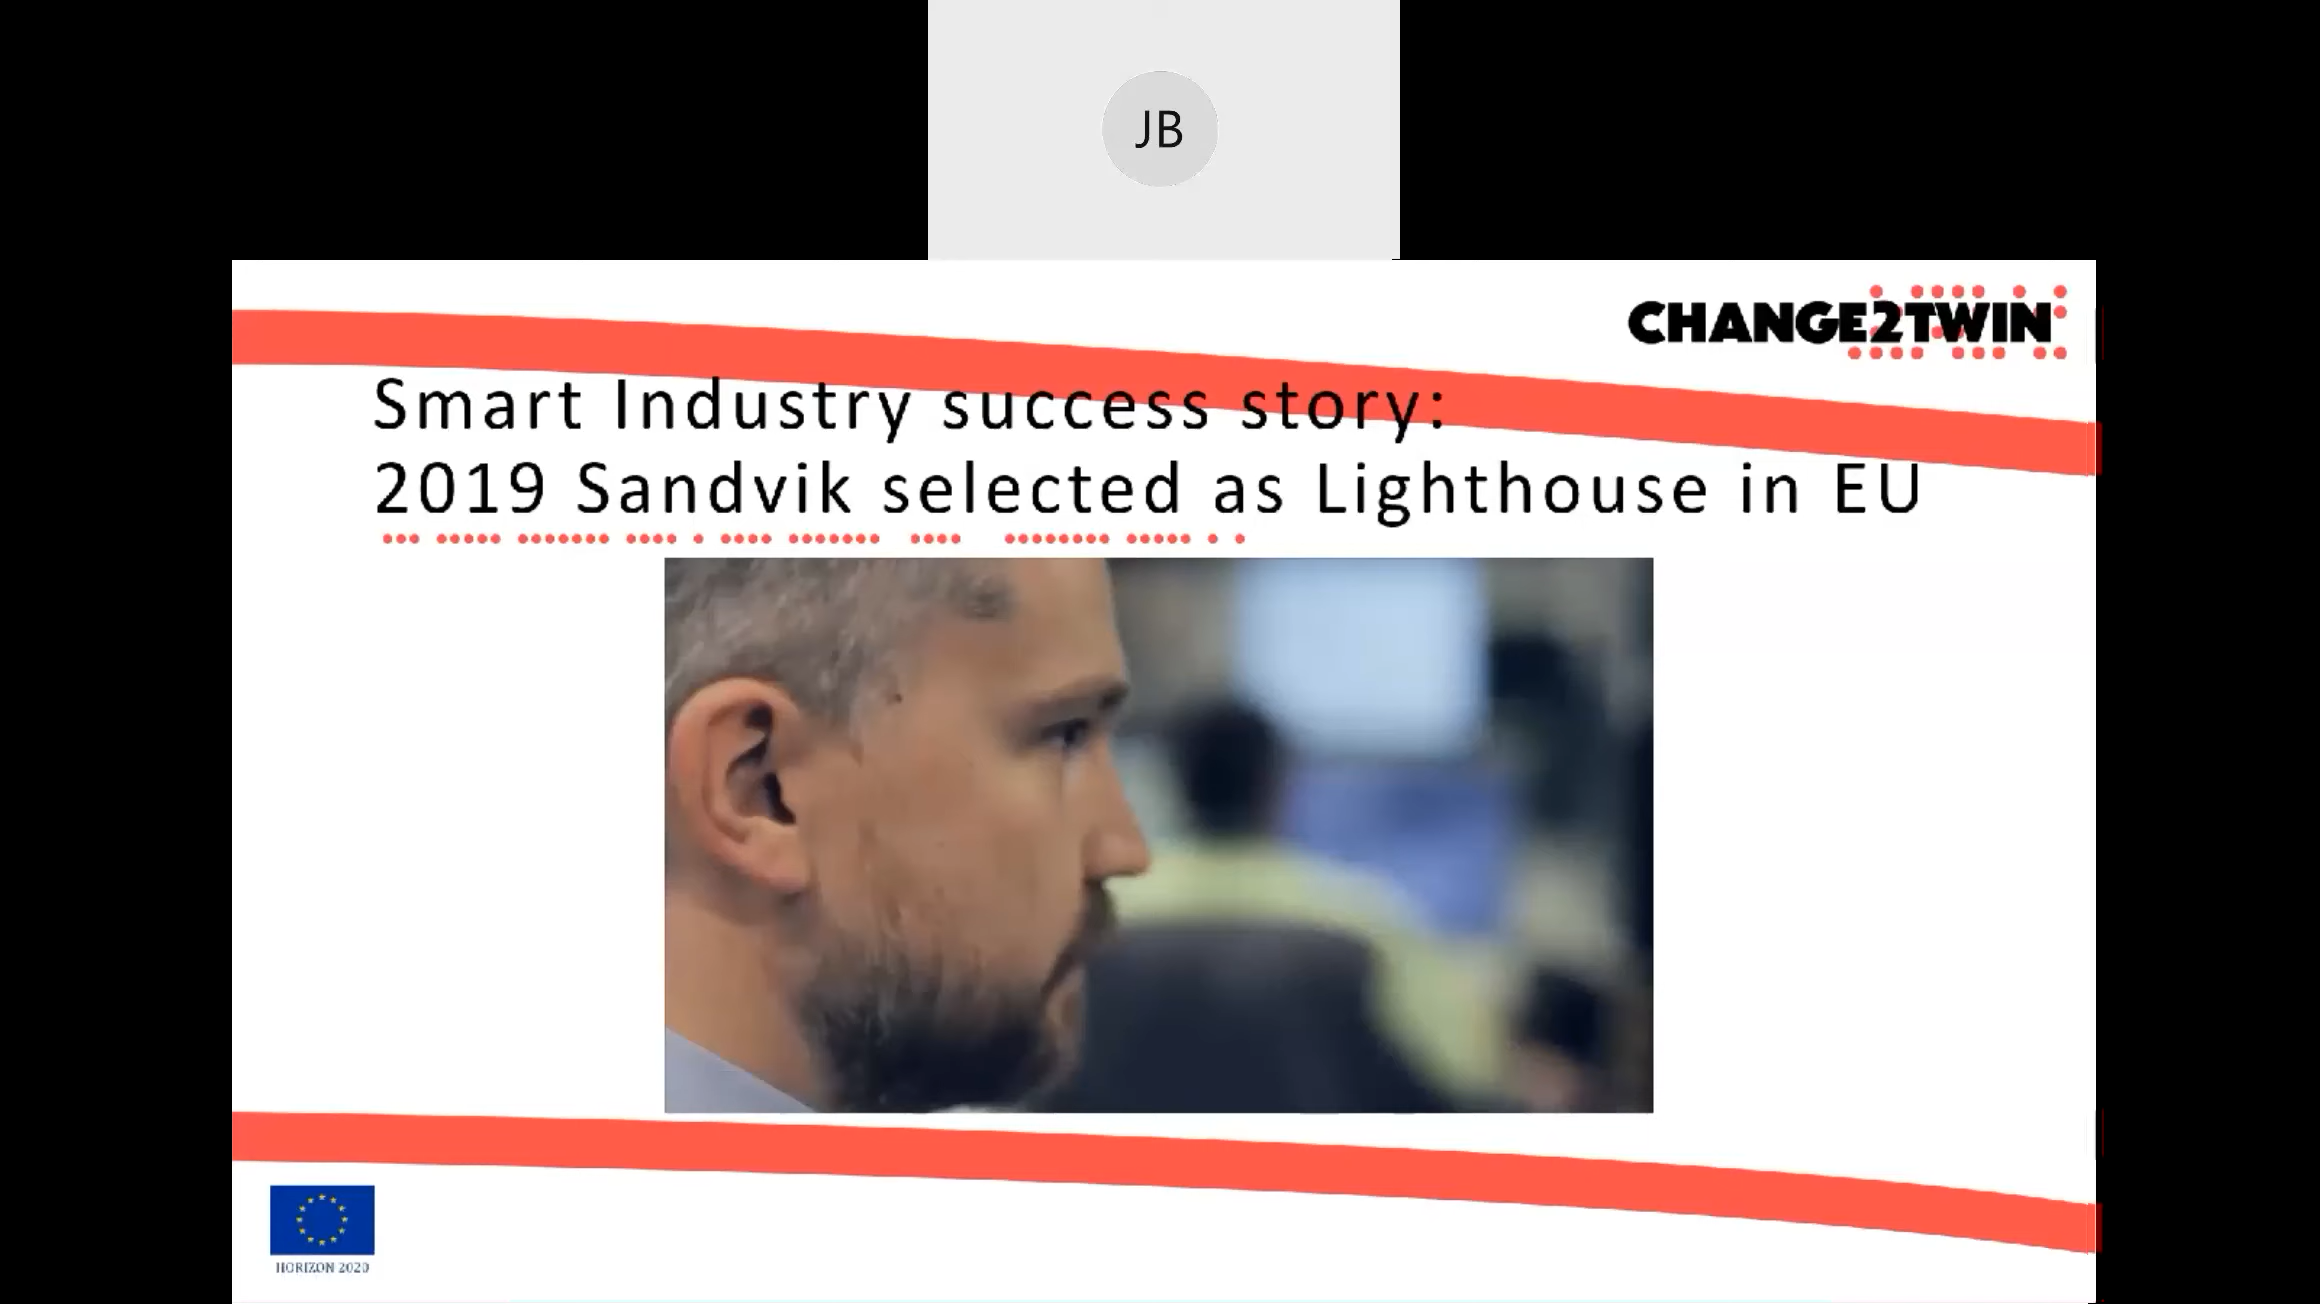 JB
CHANGE2TWIN
Smart Industry success story:
2019 Sandvik selected as Lighthouse in EU
HORIZON 2020